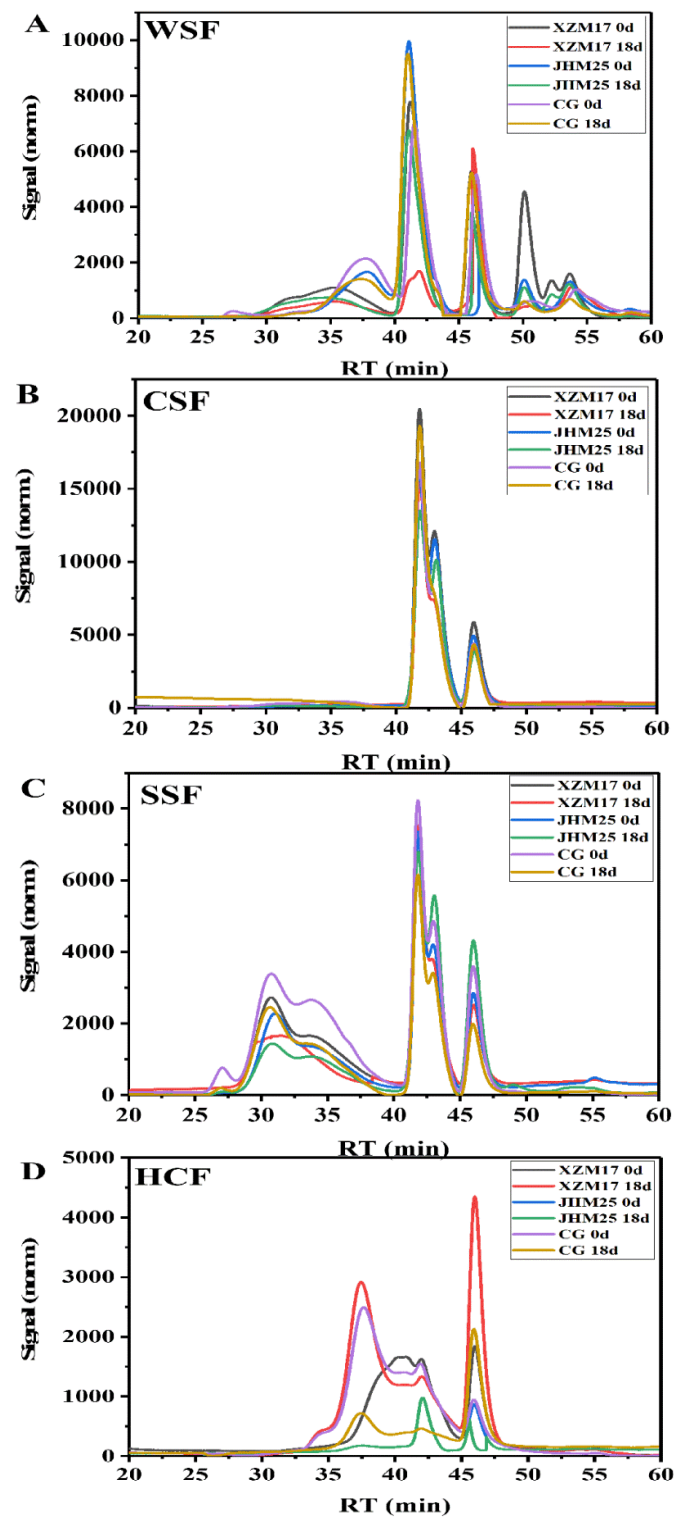 A
WSF
XZM17 0d
XZM17 18d
JHM25 0d
JHM25 18d
CG 0d
CG 18d
Signal (norm)
10000
8000
6000
4000
2000
0
20 25 30 35 40 45 50 55 60
RT (min)
B
CSF
XZM17 0d
XZM17 18d
JHM25 0d
JHM25 18d
CG 0d
CG 18d
Signal (norm)
20000
15000
10000
5000
0
20 25 30 35 40 45 50 55 60
RT (min)
C
SSF
XZM17 0d
XZM17 18d
JHM25 0d
JHM25 18d
CG 0d
CG 18d
Signal (norm)
8000
6000
4000
2000
0
20 25 30 35 40 45 50 55 60
RT (min)
D
HCF
XZM17 0d
XZM17 18d
JHM25 0d
JHM25 18d
CG 0d
CG 18d
Signal (norm)
5000
4000
3000
2000
1000
0
20 25 30 35 40 45 50 55 60
RT (min)